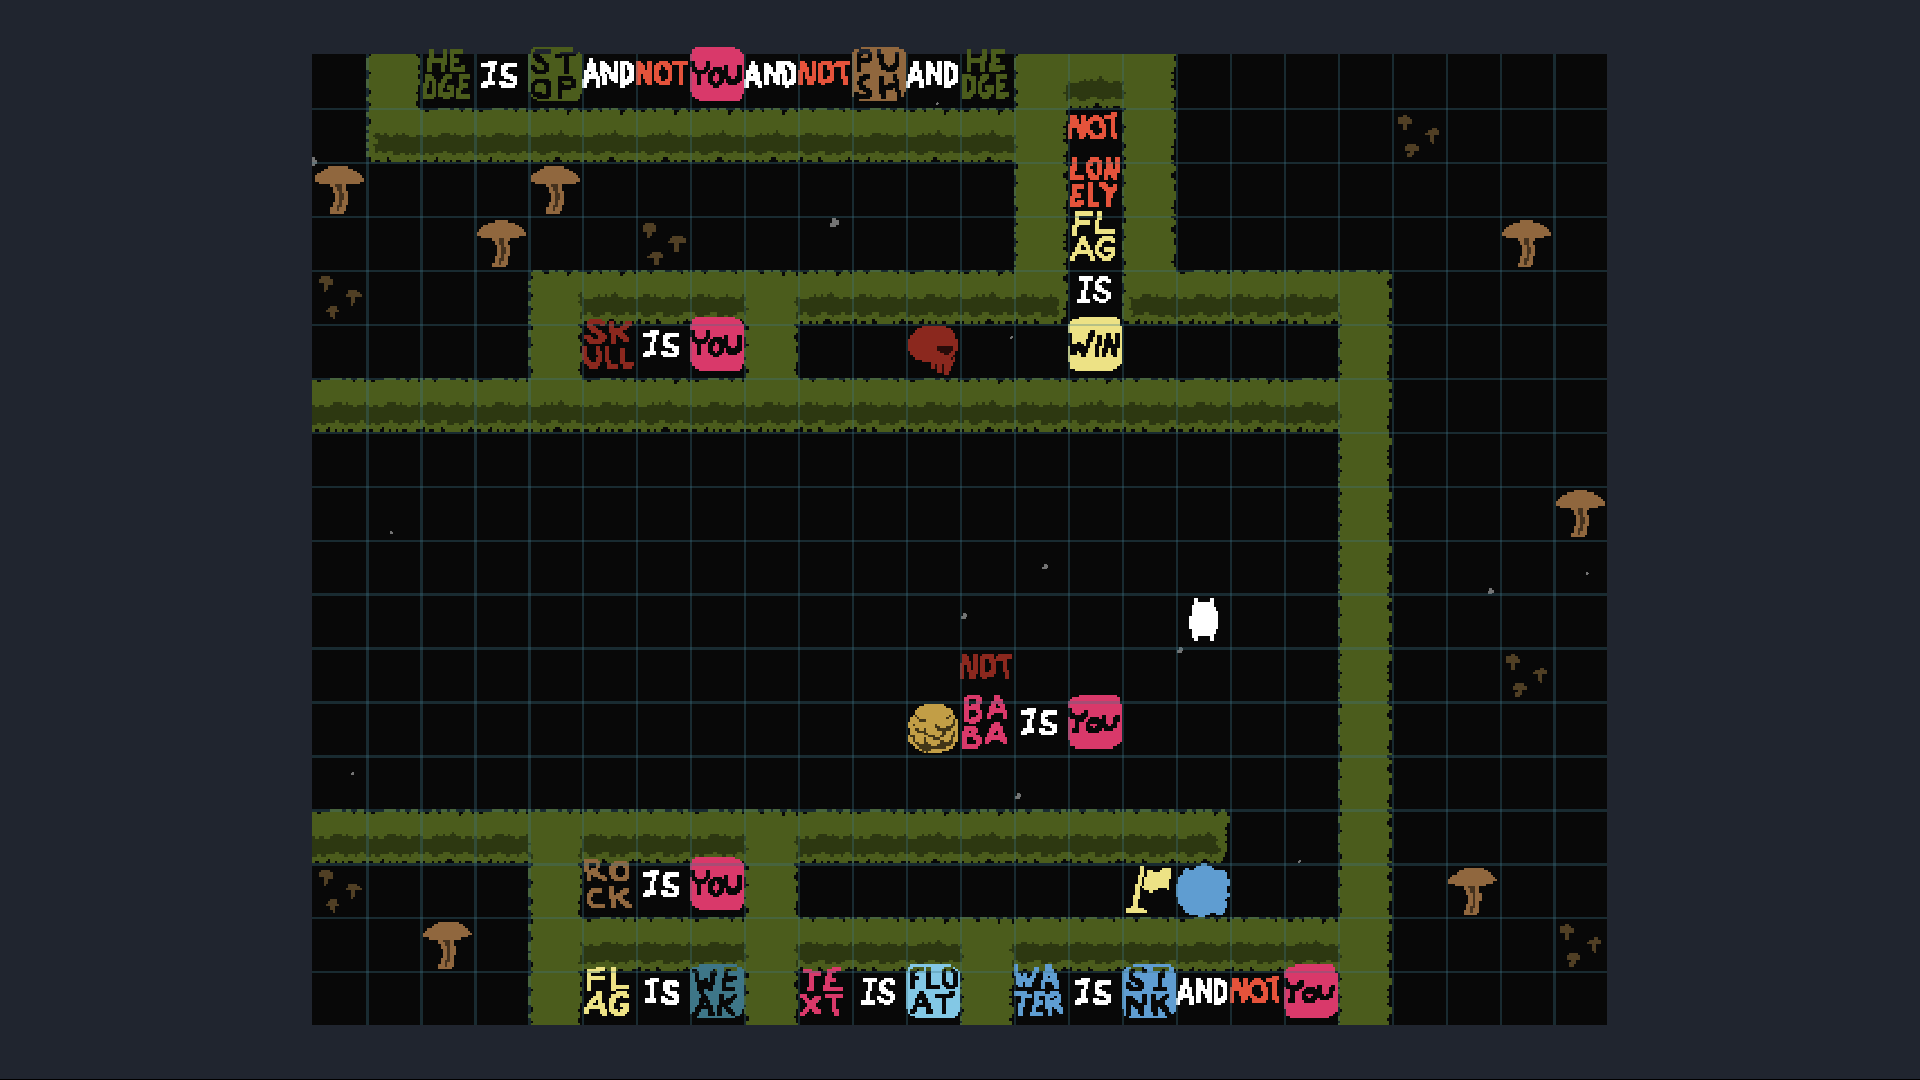 HEDGE IS STOP AND NOT YOU AND NOT PUSH AND HEDGE
NOT
LONELY
FLAG
IS
WIN
SKULL IS YOU
NOT
BABA IS YOU
ROCK IS YOU
FLAG IS WEAK
TEXT IS FLOAT
WATER IS SINK AND NOT YOU